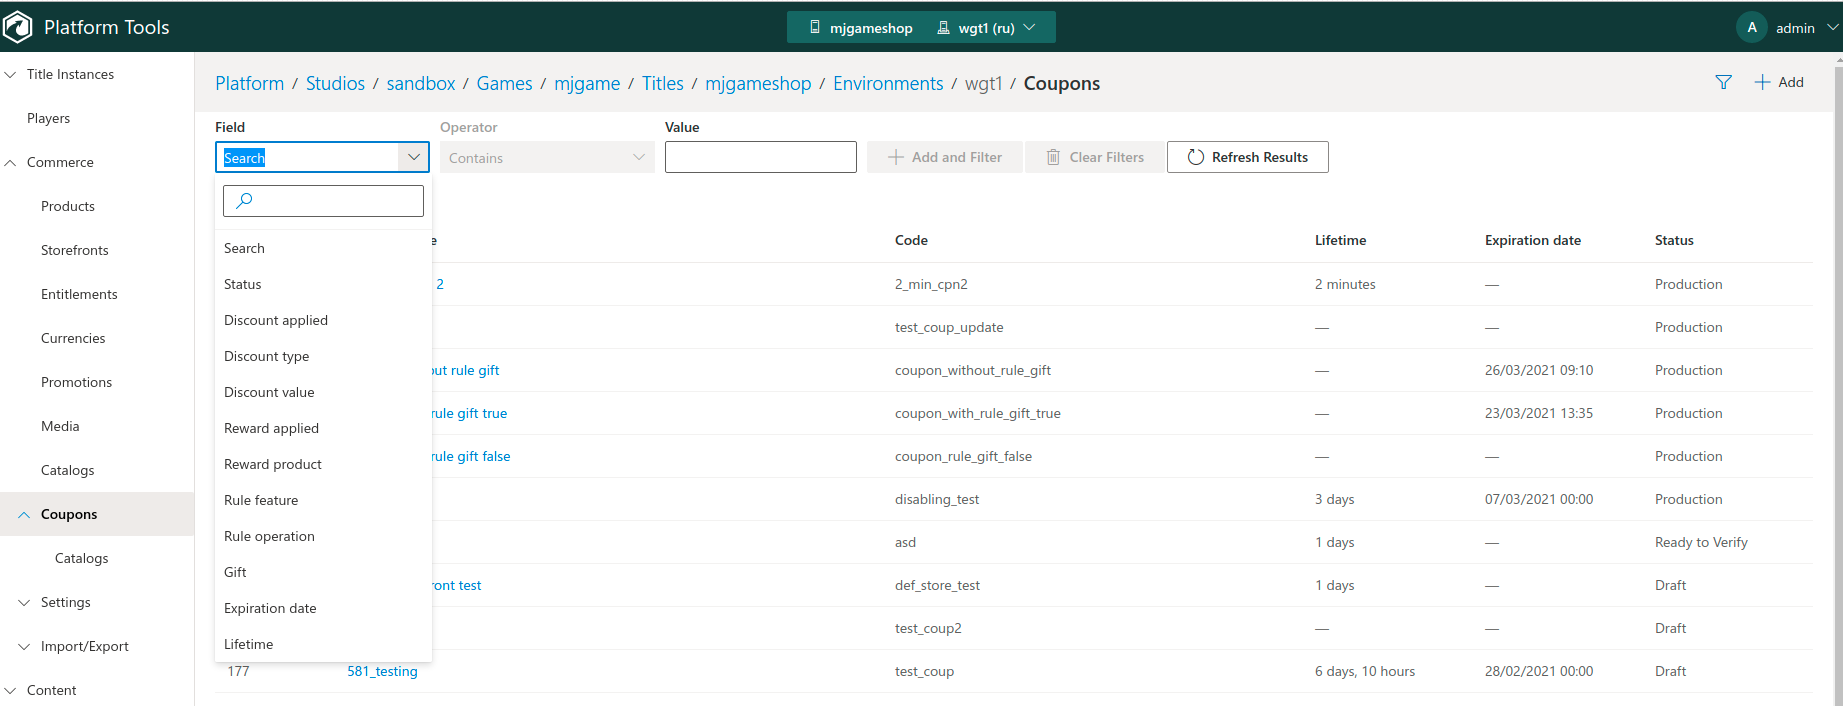 Platform Tools
mjgameshop wgt1 (ru)
A admin
Title Instances
Players
Commerce
Products
Storefronts
Entitlements
Currencies
Promotions
Media
Catalogs
Coupons
Catalogs
Settings
Import/Export
Content
Platform / Studios / sandbox / Games / mjgame / Titles / mjgameshop / Environments / wgt1 / Coupons
Add
Field Operator Value
Search Contains Add and Filter Clear Filters Refresh Results
Search
Status
Discount applied
Discount type
Discount value
Reward applied
Reward product
Rule feature
Rule operation
Gift
Expiration date
Lifetime
e Code Lifetime Expiration date Status
2 2_min_cpn2 2 minutes — Production
test_coup_update — — Production
out rule gift coupon_without_rule_gift — 26/03/2021 09:10 Production
rule gift true coupon_with_rule_gift_true — 23/03/2021 13:35 Production
rule gift false coupon_rule_gift_false — — Production
disabling_test 3 days 07/03/2021 00:00 Production
asd 1 days — Ready to Verify
ront test def_store_test 1 days — Draft
test_coup2 — — Draft
177 581_testing test_coup 6 days, 10 hours 28/02/2021 00:00 Draft